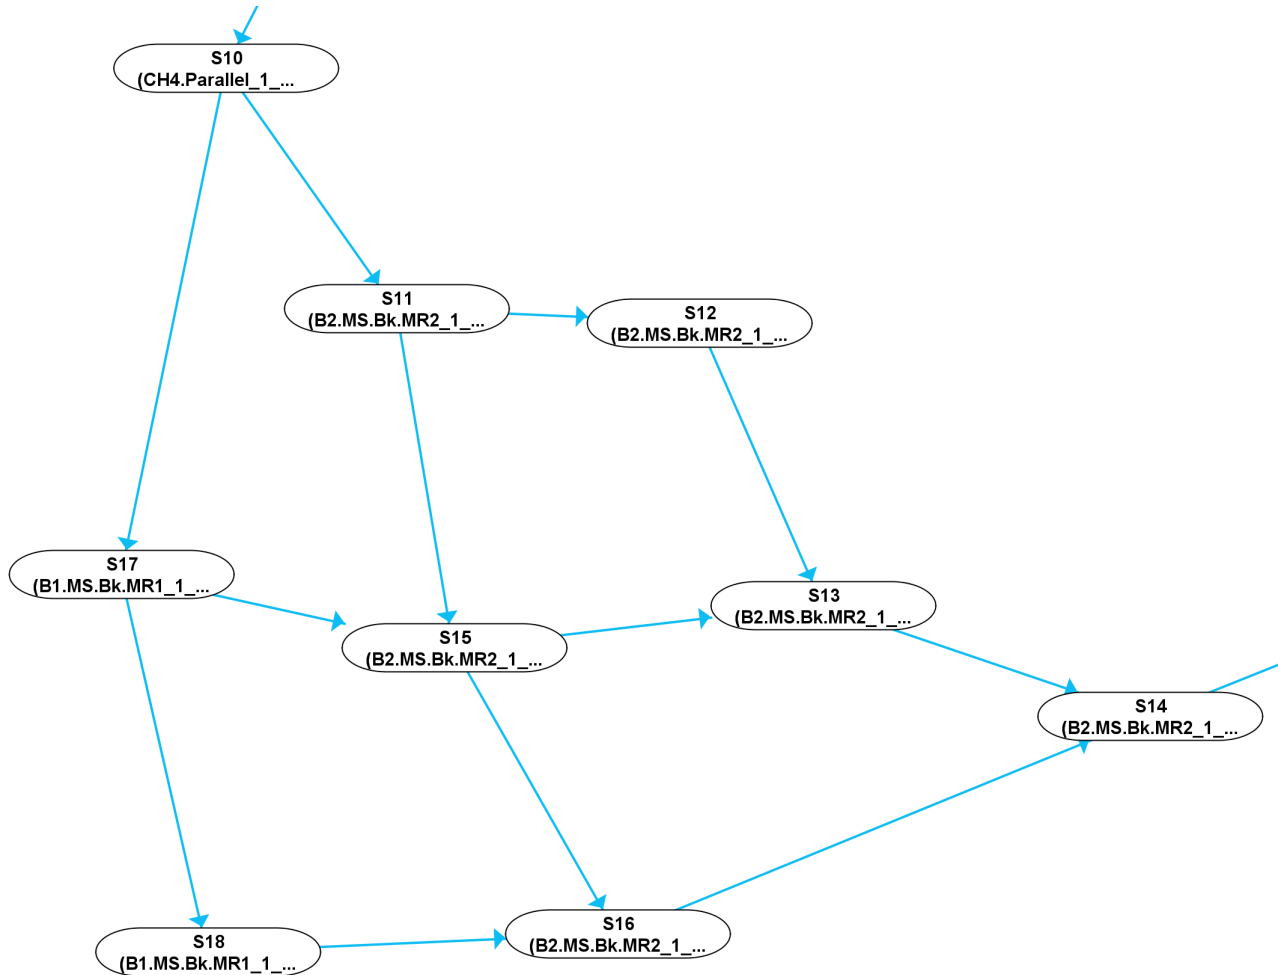 S10
(CH4.Parallel_1_...
S11
(B2.MS.Bk.MR2_1_...
S12
(B2.MS.Bk.MR2_1_...
S17
(B1.MS.Bk.MR1_1_...
S13
(B2.MS.Bk.MR2_1_...
S15
(B2.MS.Bk.MR2_1_...
S14
(B2.MS.Bk.MR2_1_...
S16
(B2.MS.Bk.MR2_1_...
S18
(B1.MS.Bk.MR1_1_...